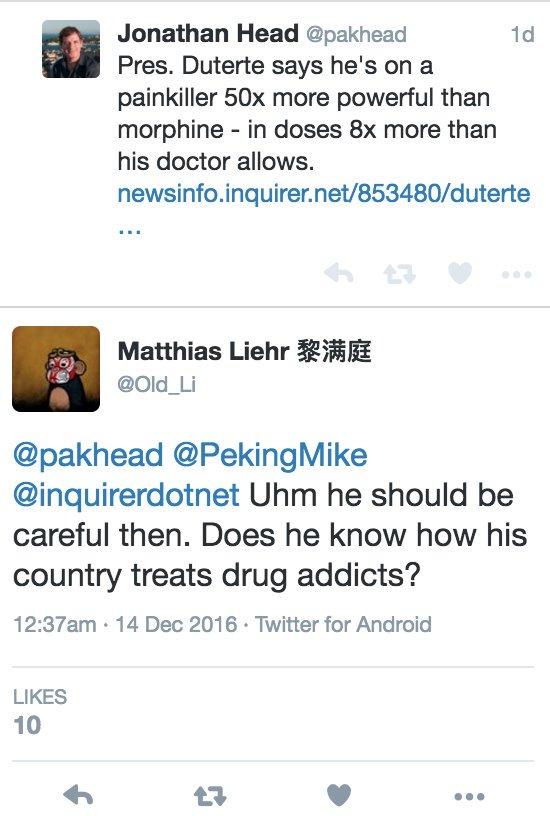 Jonathan Head @pakhead 1d
Pres. Duterte says he's on a
painkiller 50x more powerful than
morphine - in doses 8x more than
his doctor allows.
newsinfo.inquirer.net/853480/duterte
...
Matthias Liehr 黎满庭
@Old_Li
@pakhead @PekingMike
@inquirerdotnet Uhm he should be
careful then. Does he know how his
country treats drug addicts?
12:37am · 14 Dec 2016 · Twitter for Android
LIKES
10